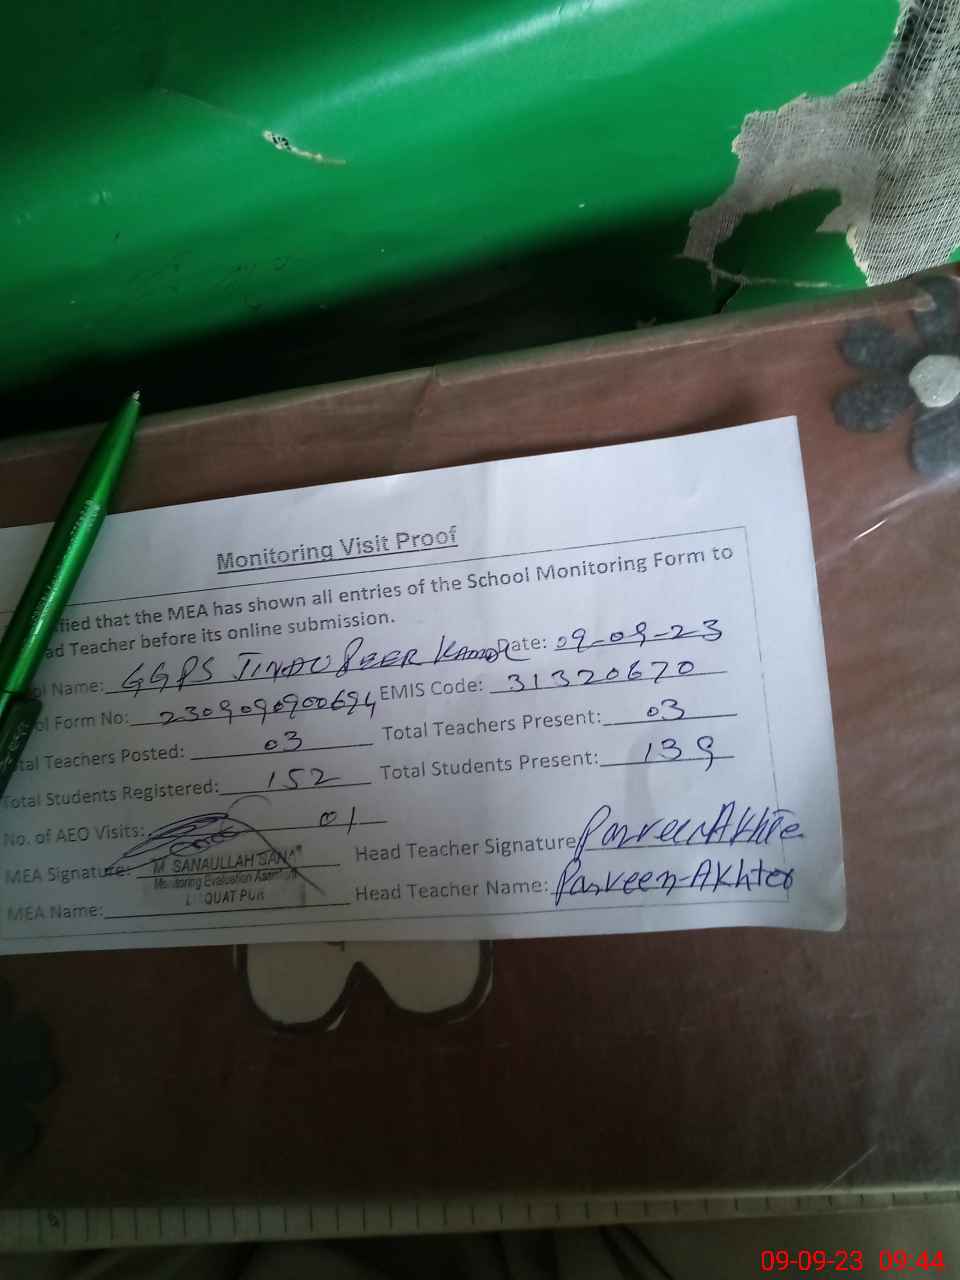 Monitoring Visit Proof
fied that the MEA has shown all entries of the School Monitoring Form to
ad Teacher before its online submission.
ol Name: GGPS JINDU PEER Date: 09-09-23
ol Form No: EMIS Code: 31320670
tal Teachers Posted: 03 Total Teachers Present: 03
Total Students Registered: 152 Total Students Present: 139
No. of AEO Visits: 01
MEA Signature: Head Teacher Signature Parveen Akhte
M SANAULLAH SANA
Monitoring Evaluation Assistant
LIAQUAT PUR
MEA Name: Head Teacher Name: Parveen-Akhter
09-09-23 09:44